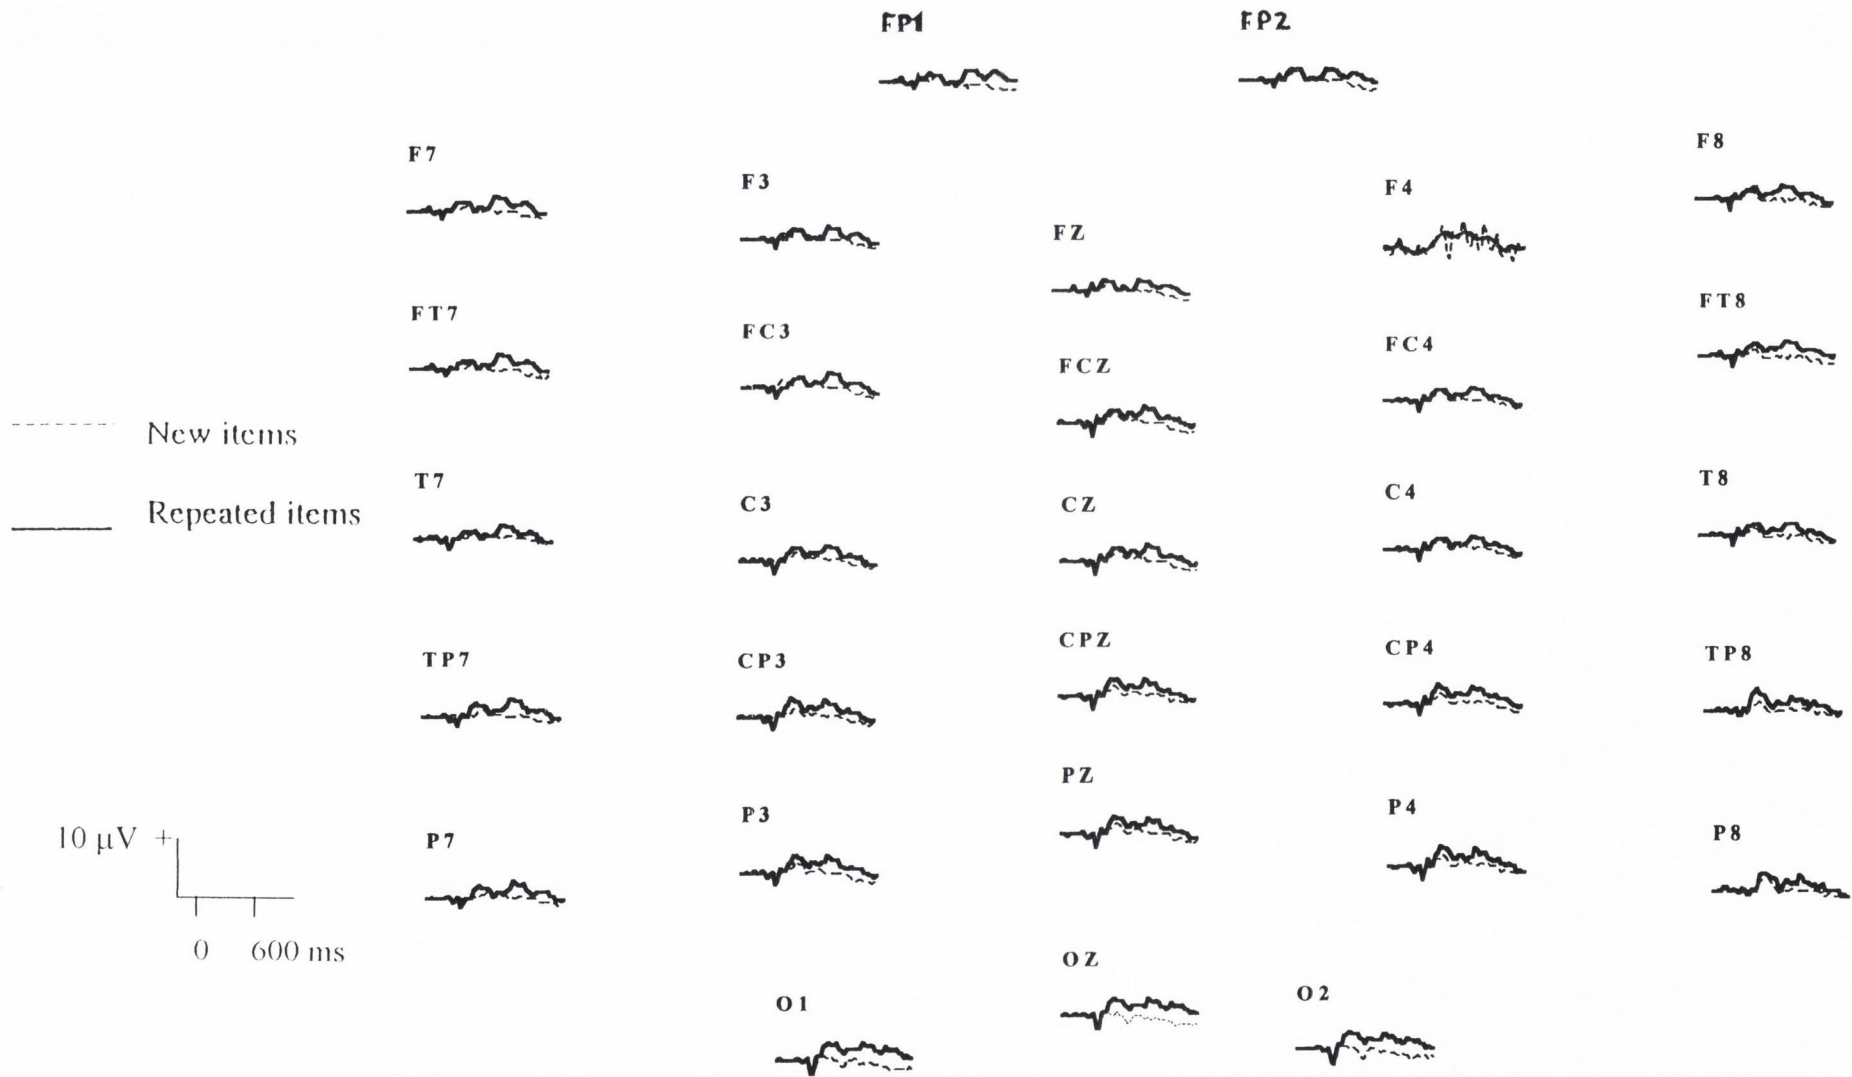 FP1 FP2
F7 F3 FZ F4 F8
FT7 FC3 FCZ FC4 FT8
New items
Repeated items
T7 C3 CZ C4 T8
TP7 CP3 CPZ CP4 TP8
10 µV +
P7 P3 PZ P4 P8
0 600 ms
O1 OZ O2